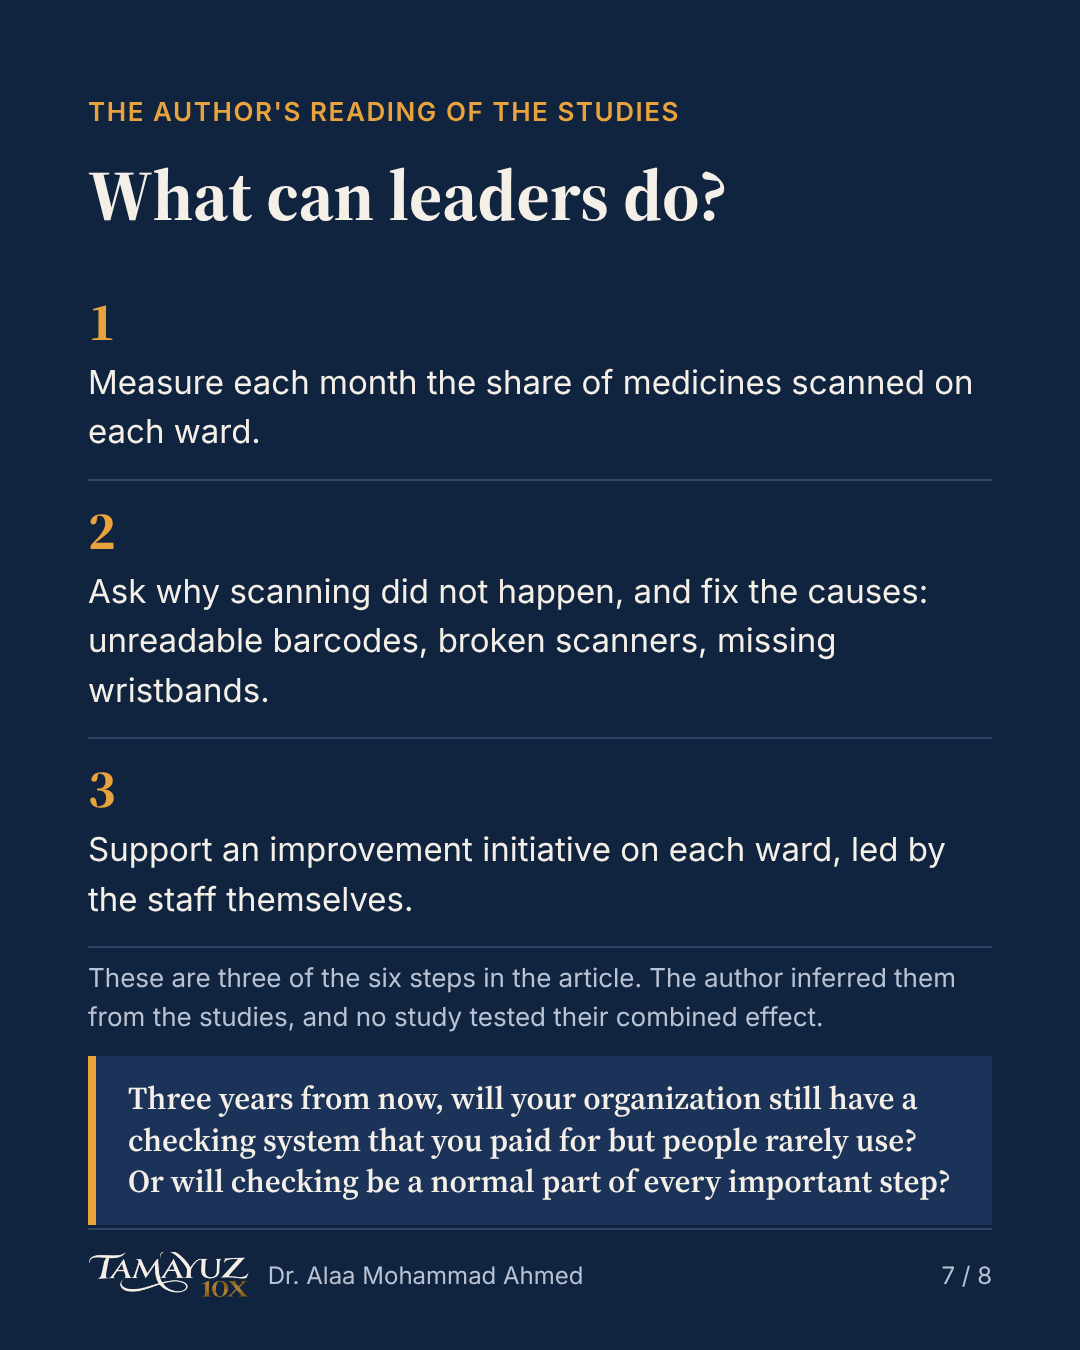 THE AUTHOR'S READING OF THE STUDIES
What can leaders do?
1
Measure each month the share of medicines scanned on
each ward.
2
Ask why scanning did not happen, and fix the causes:
unreadable barcodes, broken scanners, missing
wristbands.
3
Support an improvement initiative on each ward, led by
the staff themselves.
These are three of the six steps in the article. The author inferred them
from the studies, and no study tested their combined effect.
Three years from now, will your organization still have a
checking system that you paid for but people rarely use?
Or will checking be a normal part of every important step?
TAMAYUZ
10X
Dr. Alaa Mohammad Ahmed
7 / 8